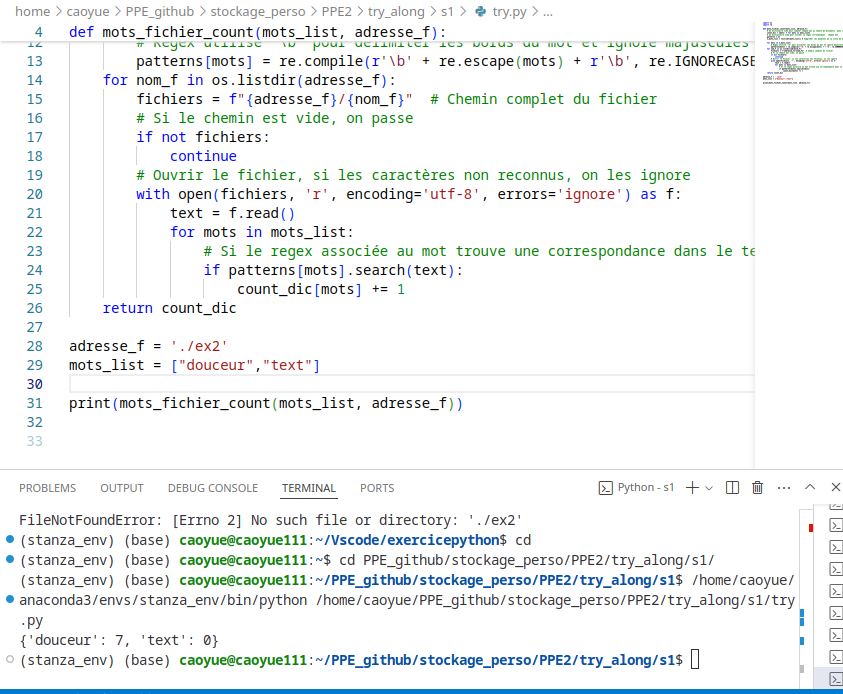 home > caoyue > PPE_github > stockage_perso > PPE2 > try_along > s1 > try.py > ...
4 def mots_fichier_count(mots_list, adresse_f):
12 # Regex utilise '\b' pour délimiter les bords du mot et ignore majuscules
13 patterns[mots] = re.compile(r'\b' + re.escape(mots) + r'\b', re.IGNORECASE
14 for nom_f in os.listdir(adresse_f):
15 fichiers = f"{adresse_f}/{nom_f}" # Chemin complet du fichier
16 # Si le chemin est vide, on passe
17 if not fichiers:
18 continue
19 # Ouvrir le fichier, si les caractères non reconnus, on les ignore
20 with open(fichiers, 'r', encoding='utf-8', errors='ignore') as f:
21 text = f.read()
22 for mots in mots_list:
23 # Si le regex associée au mot trouve une correspondance dans le te
24 if patterns[mots].search(text):
25 count_dic[mots] += 1
26 return count_dic
27
28 adresse_f = './ex2'
29 mots_list = ["douceur","text"]
30
31 print(mots_fichier_count(mots_list, adresse_f))
32
33
PROBLEMS OUTPUT DEBUG CONSOLE TERMINAL PORTS Python - s1
FileNotFoundError: [Errno 2] No such file or directory: './ex2'
(stanza_env) (base) caoyue@caoyue111:~/Vscode/exercicepython$ cd
(stanza_env) (base) caoyue@caoyue111:~$ cd PPE_github/stockage_perso/PPE2/try_along/s1/
(stanza_env) (base) caoyue@caoyue111:~/PPE_github/stockage_perso/PPE2/try_along/s1$ /home/caoyue/
anaconda3/envs/stanza_env/bin/python /home/caoyue/PPE_github/stockage_perso/PPE2/try_along/s1/try
.py
{'douceur': 7, 'text': 0}
(stanza_env) (base) caoyue@caoyue111:~/PPE_github/stockage_perso/PPE2/try_along/s1$